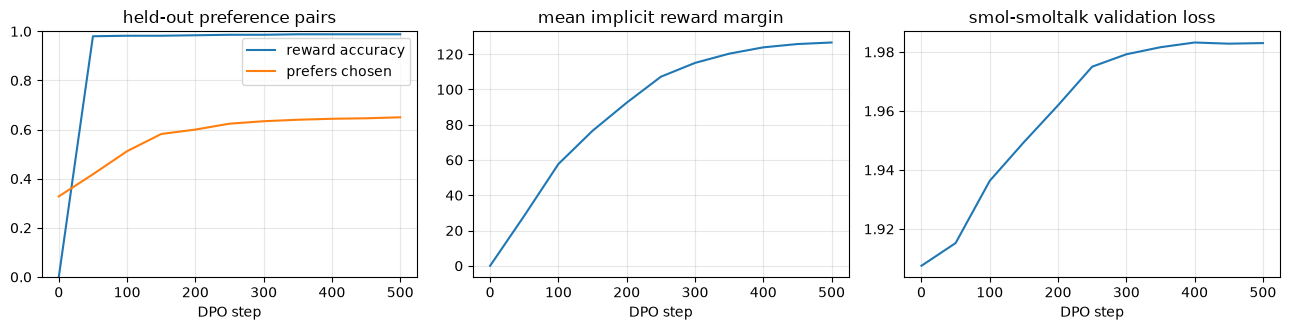 held-out preference pairs
1.0
0.8
0.6
0.4
0.2
0.0
reward accuracy
prefers chosen
0 100 200 300 400 500
DPO step
mean implicit reward margin
120
100
80
60
40
20
0
0 100 200 300 400 500
DPO step
smol-smoltalk validation loss
1.98
1.96
1.94
1.92
0 100 200 300 400 500
DPO step